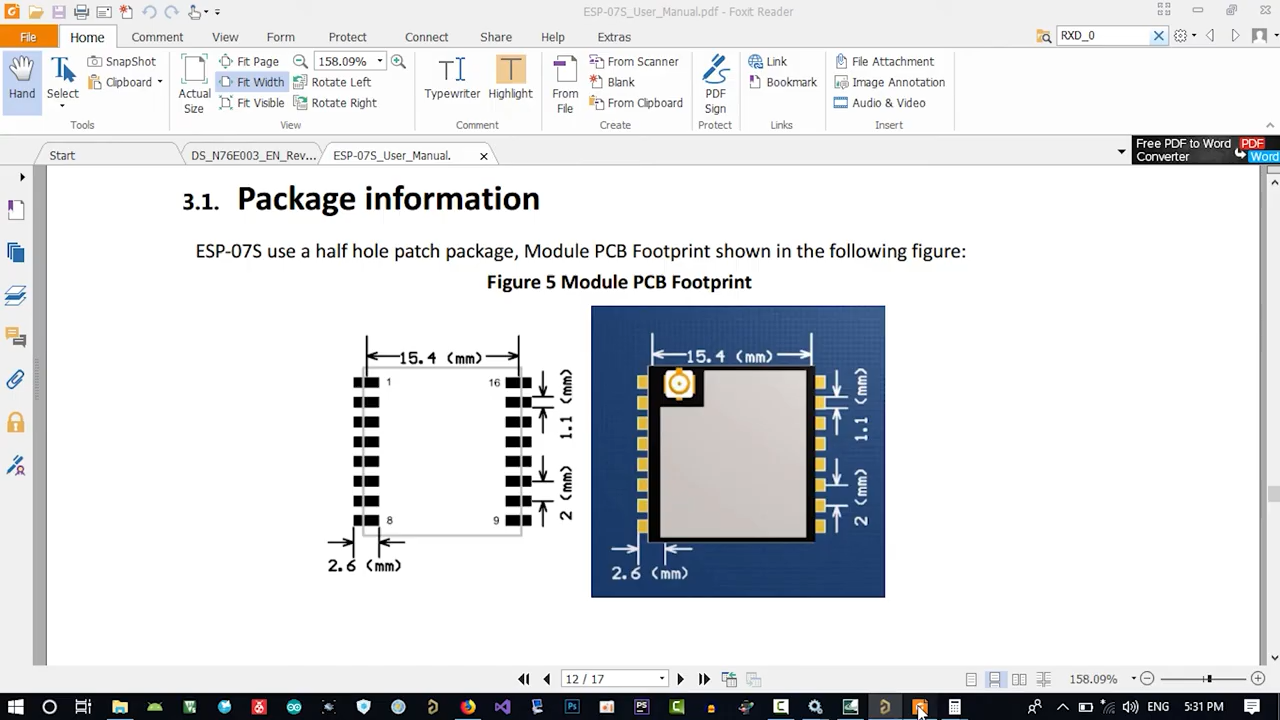 ESP-07S_User_Manual.pdf - Foxit Reader
File Home Comment View Form Protect Connect Share Help Extras RXD_0
Hand
Select
SnapShot
Clipboard
Tools
Actual
Size
Fit Page
Fit Width
Fit Visible
158.09%
Rotate Left
Rotate Right
View
Typewriter
Highlight
Comment
From
File
From Scanner
Blank
From Clipboard
Create
PDF
Sign
Protect
Link
Bookmark
Links
File Attachment
Image Annotation
Audio & Video
Insert
Start DS_N76E003_EN_Rev... ESP-07S_User_Manual.
Free PDF to Word
Converter
PDF
Word
3.1. Package information
ESP-07S use a half hole patch package, Module PCB Footprint shown in the following figure:
Figure 5 Module PCB Footprint
15.4 (mm)
1 16
1.1 (mm)
2 (mm)
8 9
2.6 (mm)
15.4 (mm)
1.1 (mm)
2 (mm)
2.6 (mm)
12 / 17 158.09%
PS ENG 5:31 PM